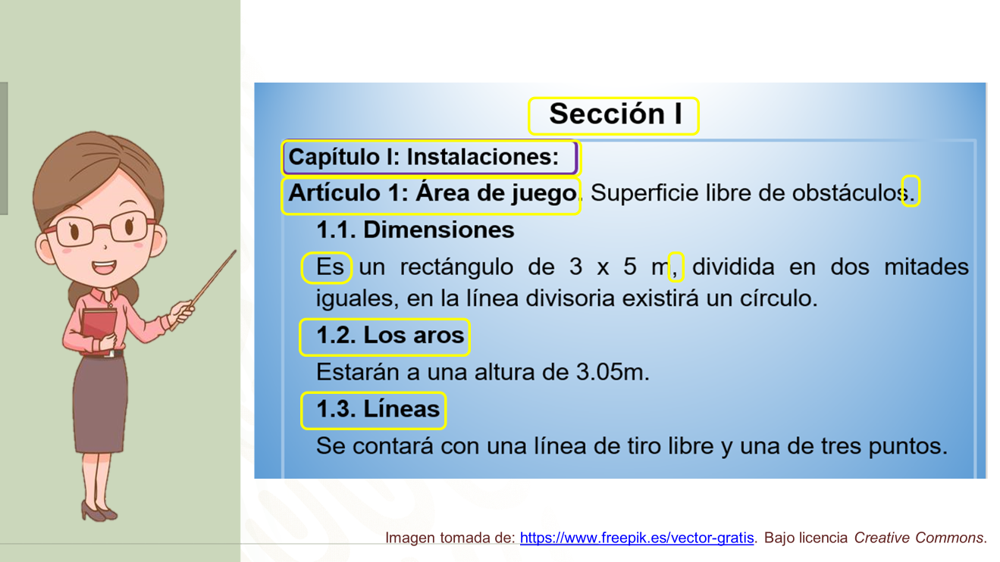 Sección I
Capítulo I: Instalaciones:
Artículo 1: Área de juego. Superficie libre de obstáculos.
1.1. Dimensiones
Es un rectángulo de 3 x 5 m, dividida en dos mitades
iguales, en la línea divisoria existirá un círculo.
1.2. Los aros
Estarán a una altura de 3.05m.
1.3. Líneas
Se contará con una línea de tiro libre y una de tres puntos.
Imagen tomada de: https://www.freepik.es/vector-gratis. Bajo licencia Creative Commons.